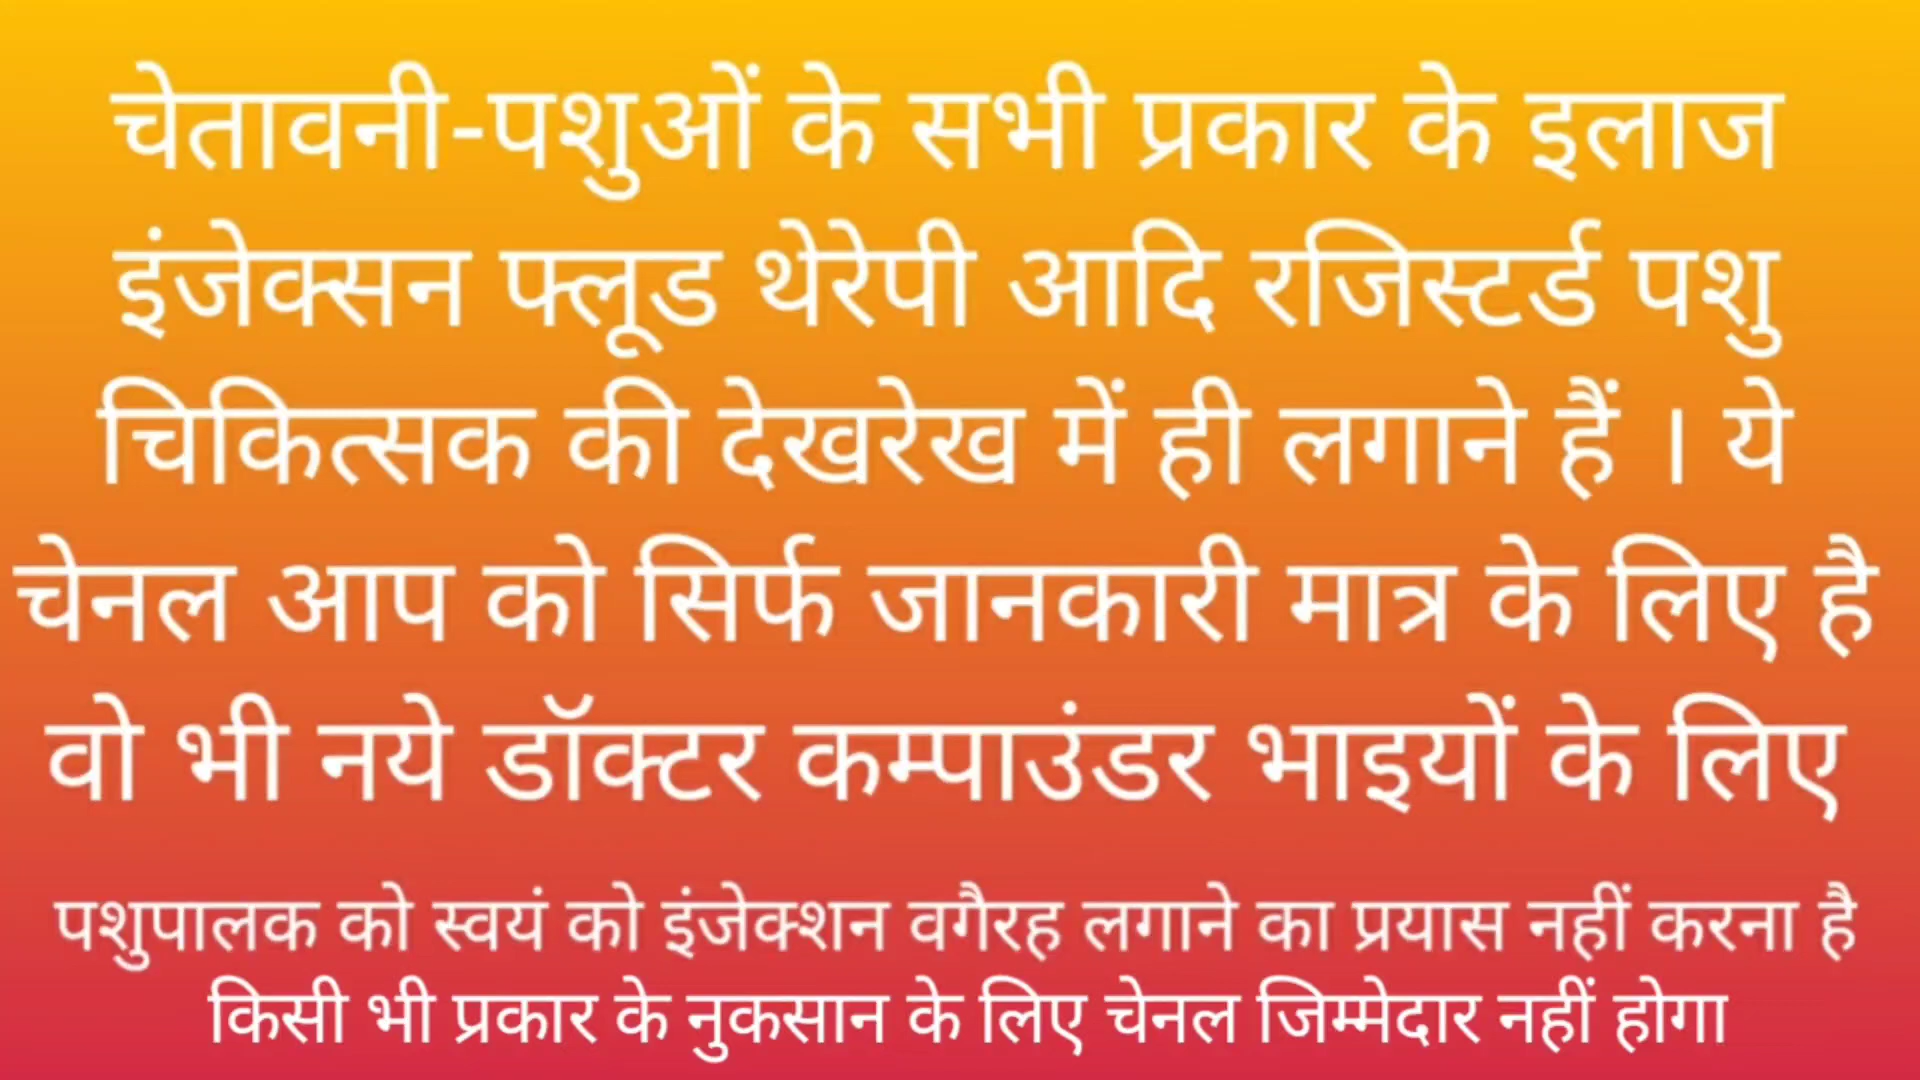 चेतावनी-पशुओं के सभी प्रकार के इलाज
इंजेक्सन फ्लूड थेरेपी आदि रजिस्टर्ड पशु
चिकित्सक की देखरेख में ही लगाने हैं । ये
चेनल आप को सिर्फ जानकारी मात्र के लिए है
वो भी नये डॉक्टर कम्पाउंडर भाइयों के लिए
पशुपालक को स्वयं को इंजेक्शन वगैरह लगाने का प्रयास नहीं करना है
किसी भी प्रकार के नुकसान के लिए चेनल जिम्मेदार नहीं होगा